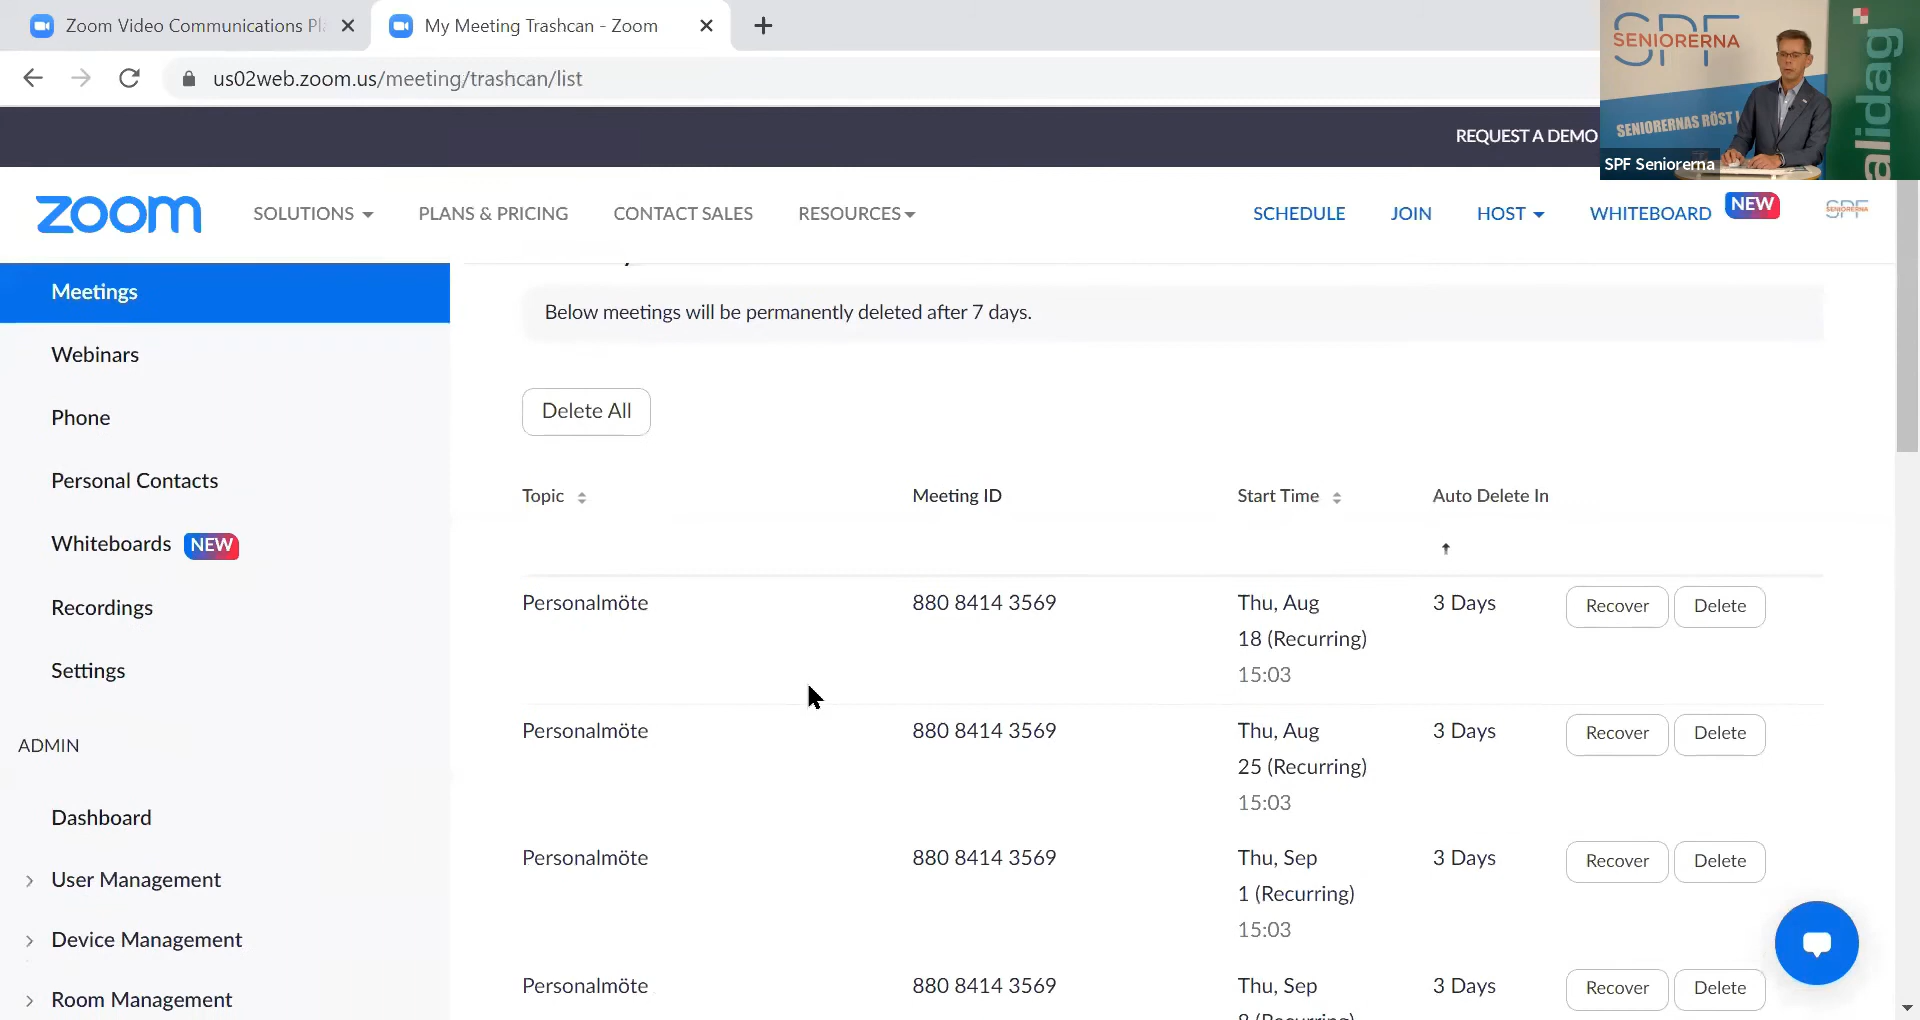 Zoom Video Communications Pl
My Meeting Trashcan - Zoom
us02web.zoom.us/meeting/trashcan/list
REQUEST A DEMO
SPF
SENIORERNA
SENIORERNAS RÖST I
alidag
SPF Seniorerna
zoom
SOLUTIONS
PLANS & PRICING
CONTACT SALES
RESOURCES
SCHEDULE
JOIN
HOST
WHITEBOARD
NEW
SPF
SENIORERNA
Meetings
Webinars
Phone
Personal Contacts
Whiteboards NEW
Recordings
Settings
ADMIN
Dashboard
User Management
Device Management
Room Management
Below meetings will be permanently deleted after 7 days.
Delete All
Topic Meeting ID Start Time Auto Delete In
Personalmöte 880 8414 3569 Thu, Aug 3 Days Recover Delete
18 (Recurring)
15:03
Personalmöte 880 8414 3569 Thu, Aug 3 Days Recover Delete
25 (Recurring)
15:03
Personalmöte 880 8414 3569 Thu, Sep 3 Days Recover Delete
1 (Recurring)
15:03
Personalmöte 880 8414 3569 Thu, Sep 3 Days Recover Delete
8 (Recurring)